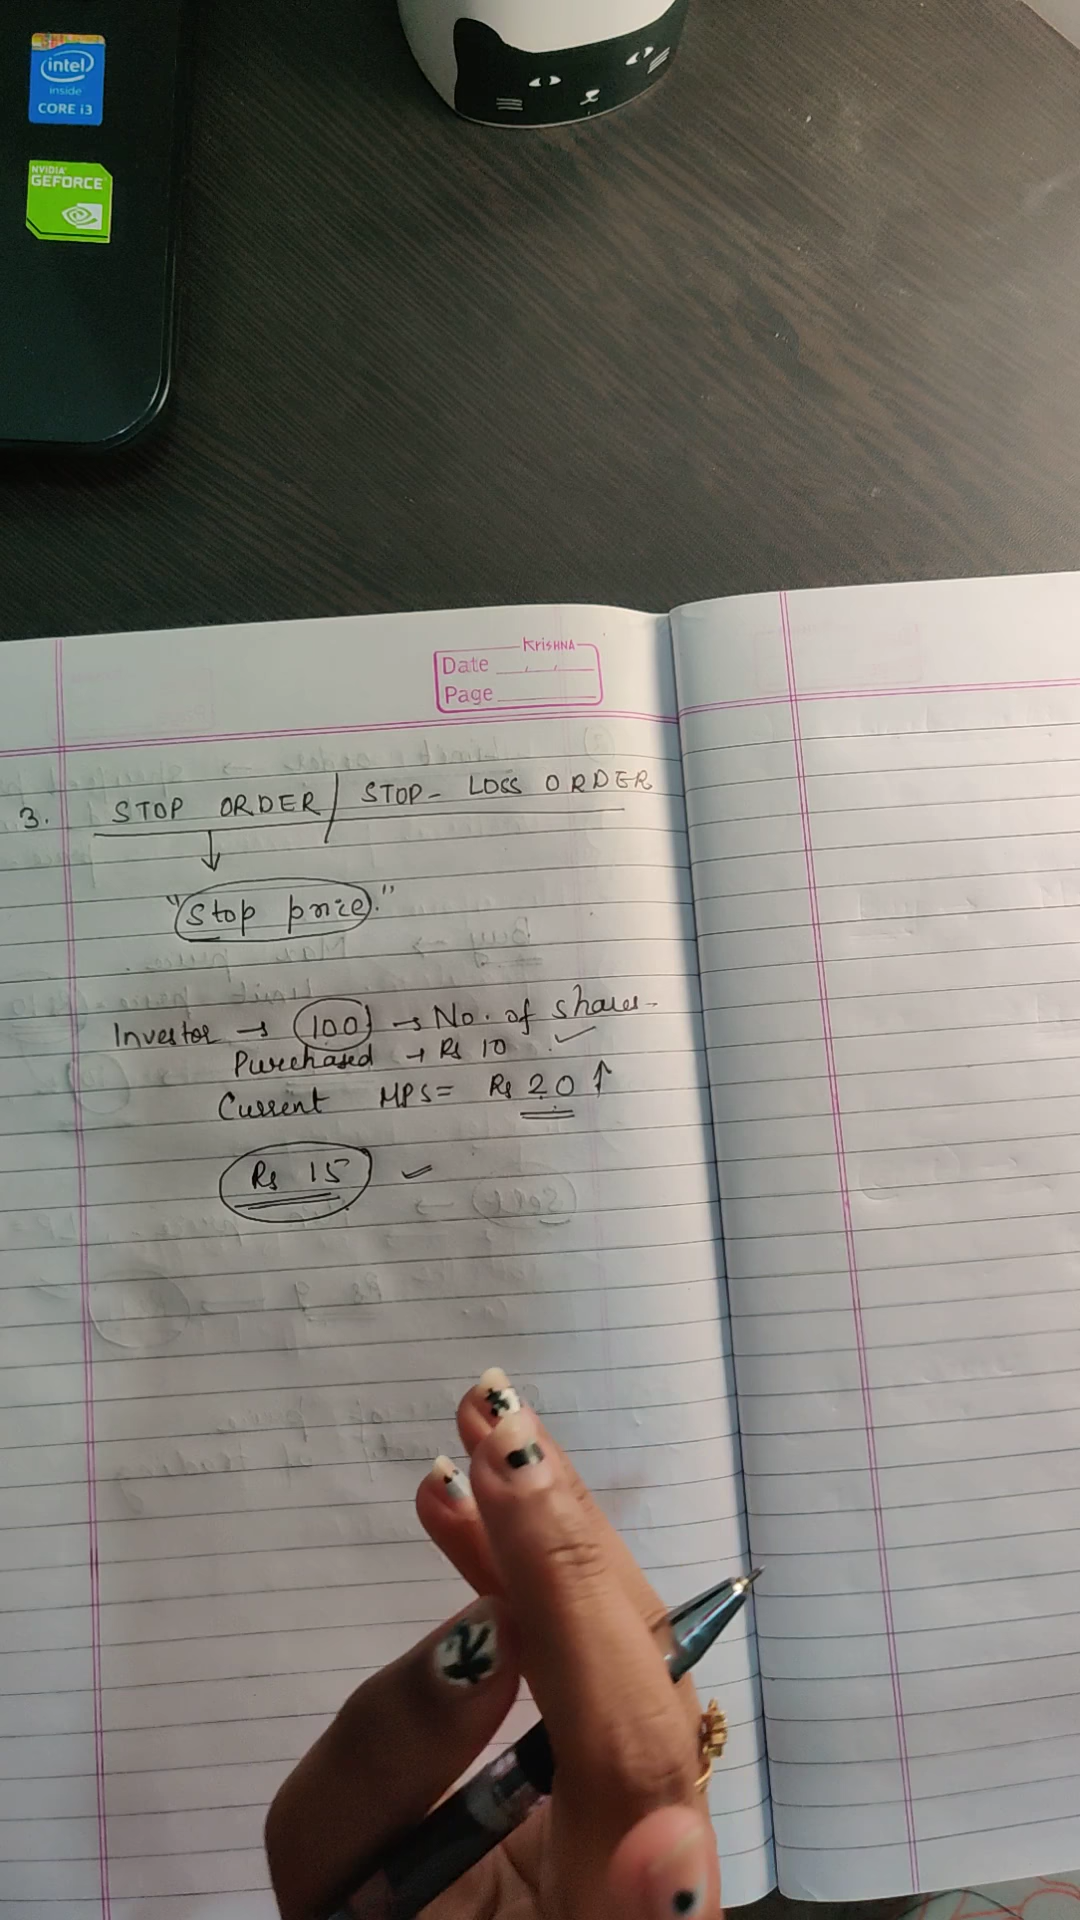 intel
inside
CORE i3
NVIDIA
GEFORCE
KRISHNA
Date
Page
3. STOP ORDER / STOP- LOSS ORDER
"Stop price."
Investor → 100 → No. of shares-
Purchased → Rs 10
Current MPS= Rs 20 ↑
Rs 15